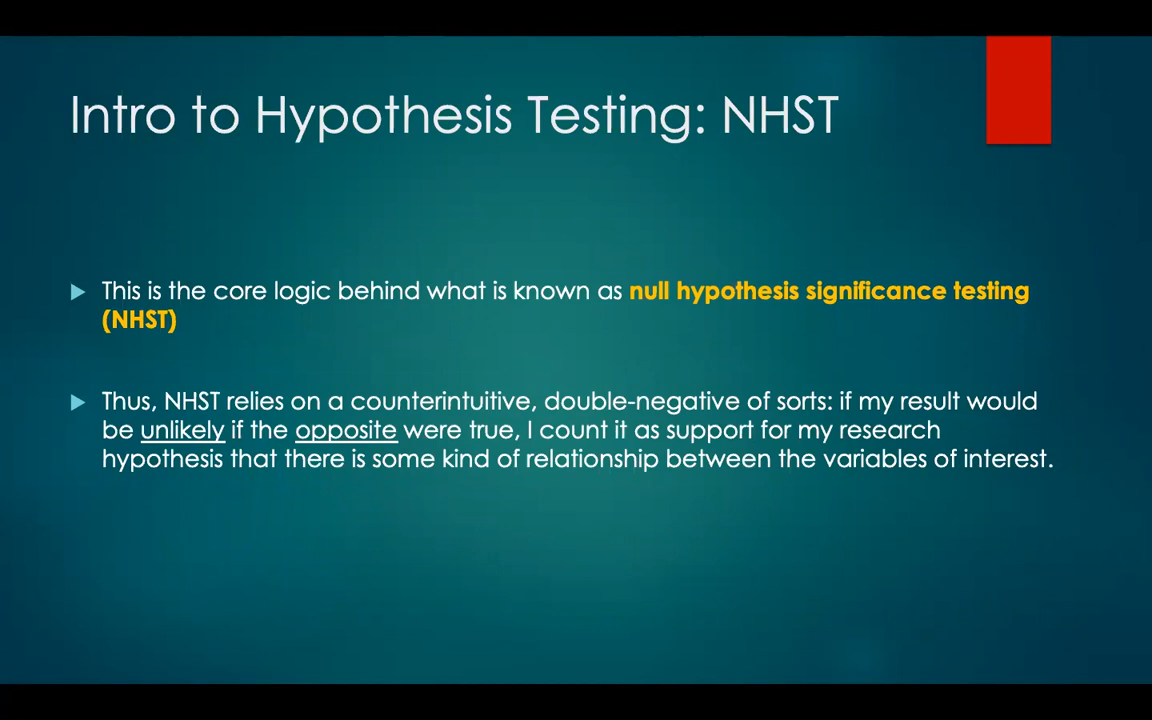 Intro to Hypothesis Testing: NHST
This is the core logic behind what is known as null hypothesis significance testing
(NHST)
Thus, NHST relies on a counterintuitive, double-negative of sorts: if my result would
be unlikely if the opposite were true, I count it as support for my research
hypothesis that there is some kind of relationship between the variables of interest.